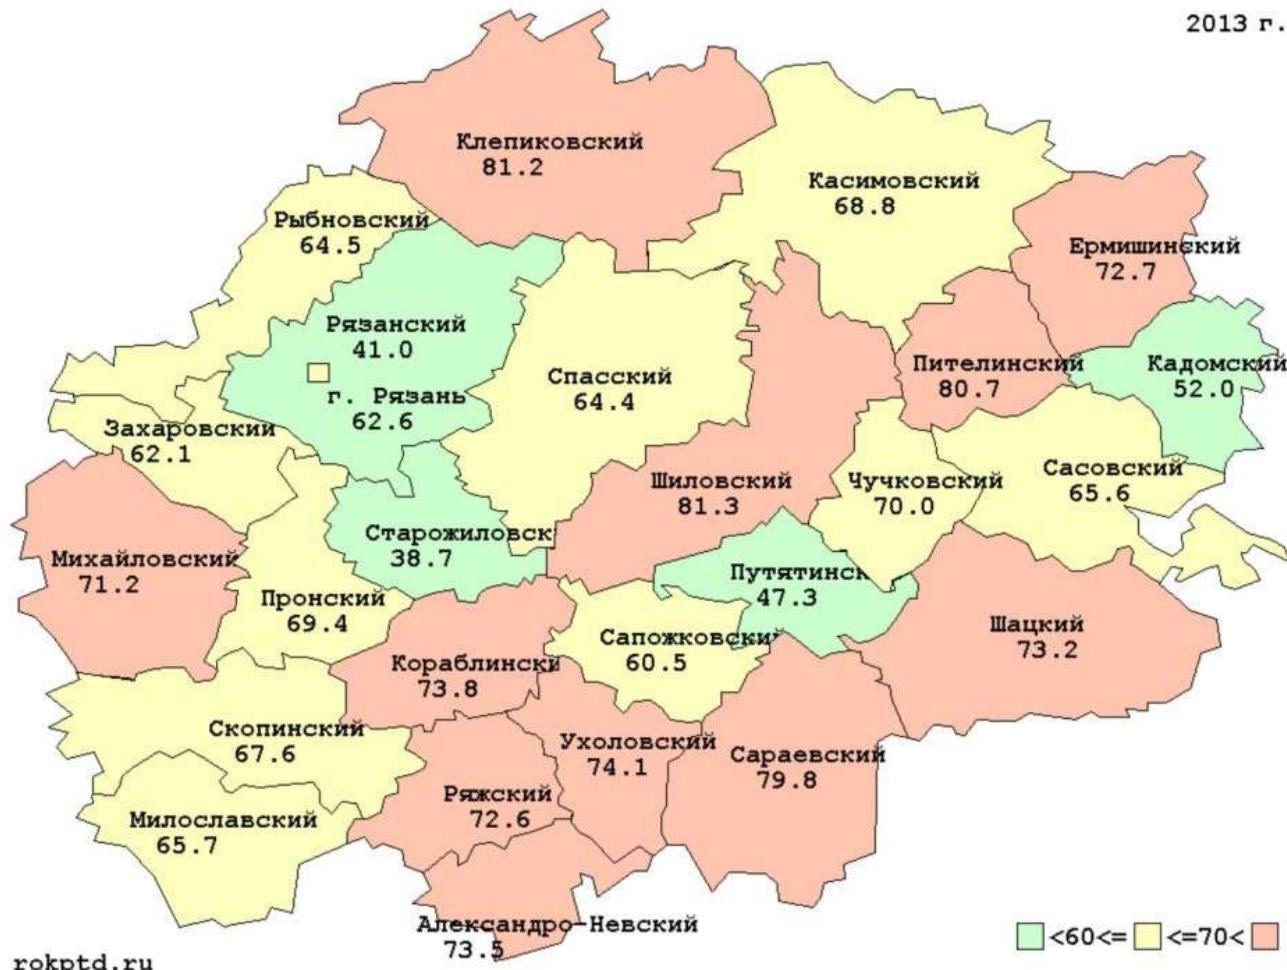 2013 г.
Клепиковский
81.2
Касимовский
68.8
Рыбновский
64.5
Ермишинский
72.7
Рязанский
41.0
г. Рязань
62.6
Спасский
64.4
Пителинский
80.7
Кадомский
52.0
Захаровский
62.1
Шиловский
81.3
Чучковский
70.0
Сасовский
65.6
Старожиловск
38.7
Михайловский
71.2
Путятинск
47.3
Пронский
69.4
Сапожковский
60.5
Шацкий
73.2
Кораблински
73.8
Скопинский
67.6
Ухоловский
74.1
Сараевский
79.8
Ряжский
72.6
Милославский
65.7
Александро-Невский
73.5
<60<= <=70<
rokptd.ru